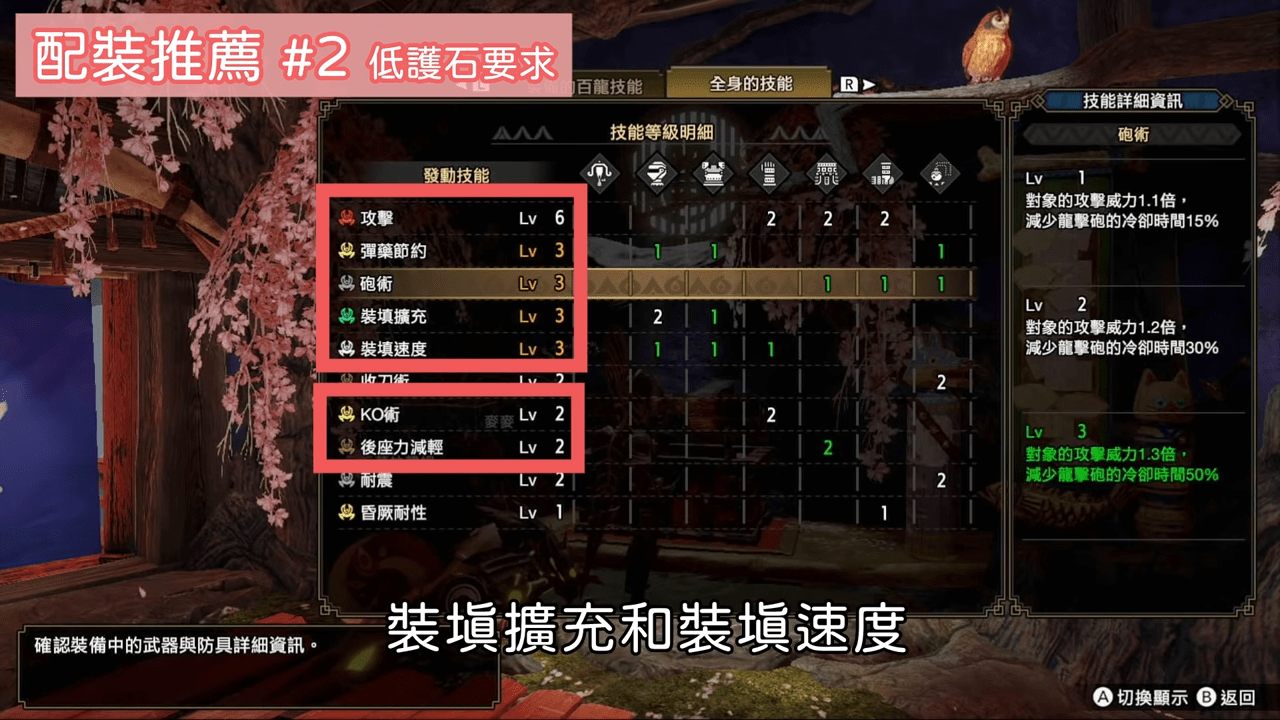 配裝推薦 #2 低護石要求
的百龍技能
全身的技能
R
技能詳細資訊
砲術
技能等級明細
發動技能
攻擊 Lv 6 2 2 2
彈藥節約 Lv 3 1 1 1
砲術 Lv 3 1 1 1
裝填擴充 Lv 3 2 1
裝填速度 Lv 3 1 1 1
收刀術 Lv 2 2
KO術 Lv 2 2
麥麥
後座力減輕 Lv 2 2
耐震 Lv 2 2
昏厥耐性 Lv 1 1
Lv 1
對象的攻擊威力1.1倍，
減少龍擊砲的冷卻時間15%
Lv 2
對象的攻擊威力1.2倍，
減少龍擊砲的冷卻時間30%
Lv 3
對象的攻擊威力1.3倍，
減少龍擊砲的冷卻時間50%
裝填擴充和裝填速度
確認裝備中的武器與防具詳細資訊。
A 切換顯示 B 返回